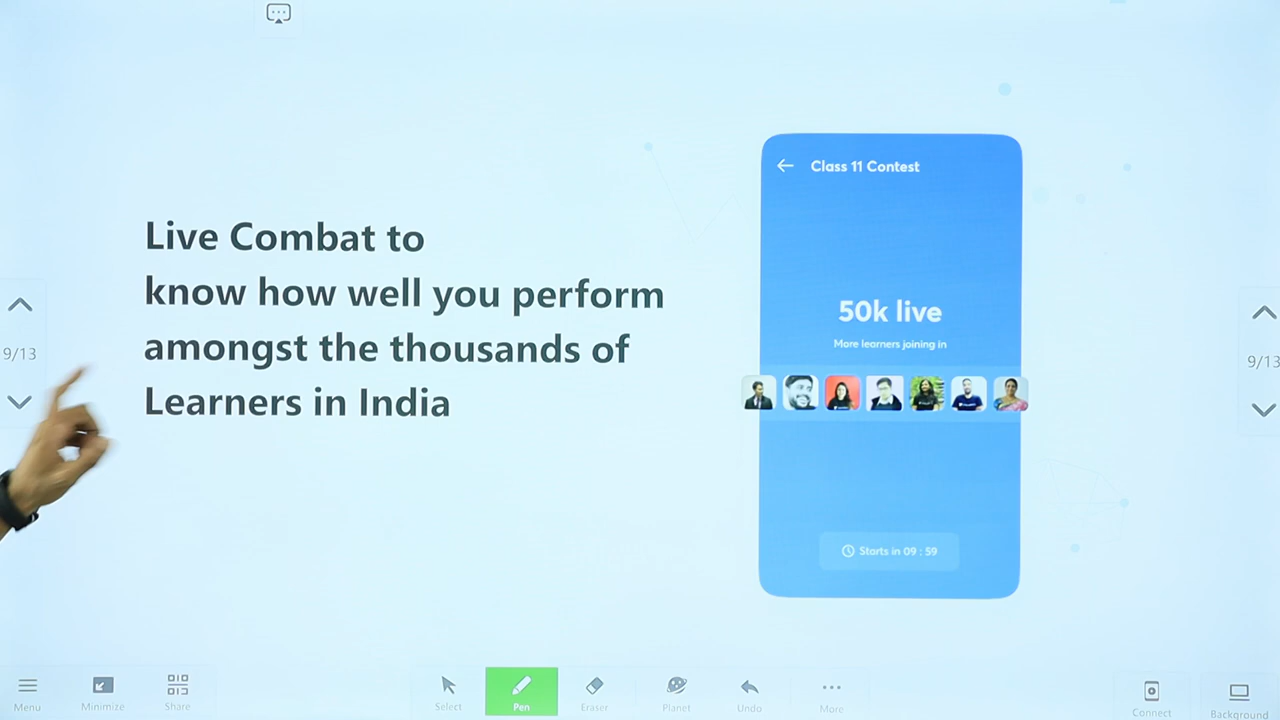 Live Combat to
know how well you perform
amongst the thousands of
Learners in India
Class 11 Contest
50k live
More learners joining in
Starts in 09 : 59
9/13
9/13
Menu
Minimize
Share
Select
Pen
Eraser
Planet
Undo
More
Connect
Background